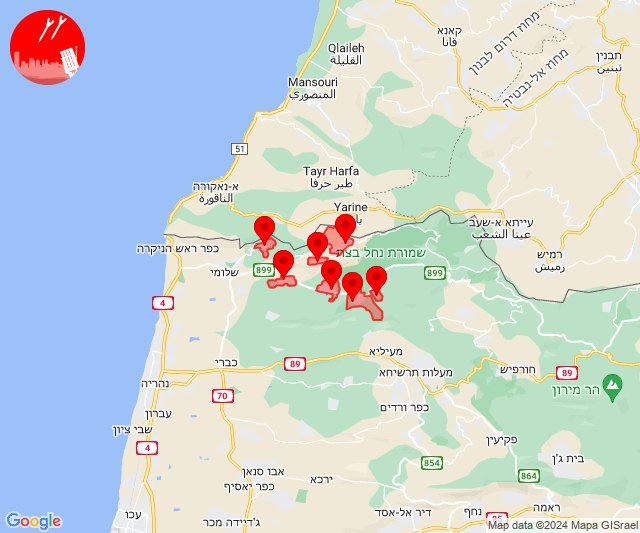 קאנא
قانا
Qlaileh
القليلة
מחוז דרום לבנון
תבנין
تبنين
Mansouri
المنصوري
מחוז אל-נבטיה
51
Tayr Harfa
طير حرفا
א-נאקורה
الناقورة
Yarine
עייתא א-שעב
عيتا الشعب
כפר ראש הניקרה
שמורת נחל בצת
רמיש
رميش
שלומי
899
899
4
מעיליא
כברי
89
חורפיש
89
מעלות תרשיחא
נהריה
70
הר מירון
כפר ורדים
עברון
שבי ציון
פקיעין
4
בית ג'ן
854
אבו סנאן
ירכא
864
כפר יאסיף
עכו
ג'דיידה מכר
דיר אל-אסד
נחף
ראמה
85
Google
Map data ©2024 Mapa GISrael